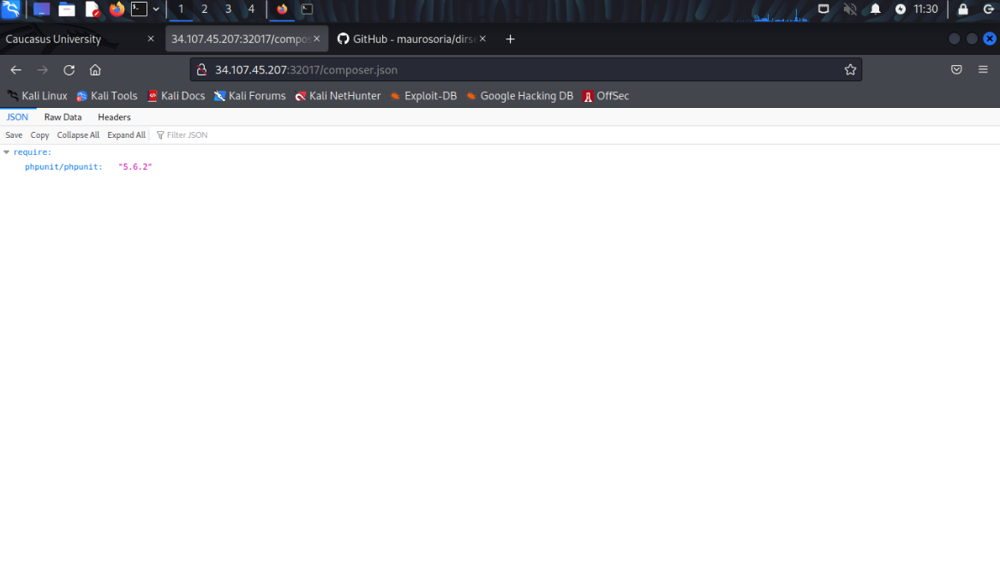 1 2 3 4 11:30
Caucasus University 34.107.45.207:32017/compos GitHub - maurosoria/dirse
34.107.45.207:32017/composer.json
Kali Linux Kali Tools Kali Docs Kali Forums Kali NetHunter Exploit-DB Google Hacking DB OffSec
JSON Raw Data Headers
Save Copy Collapse All Expand All Filter JSON
require:
phpunit/phpunit: "5.6.2"